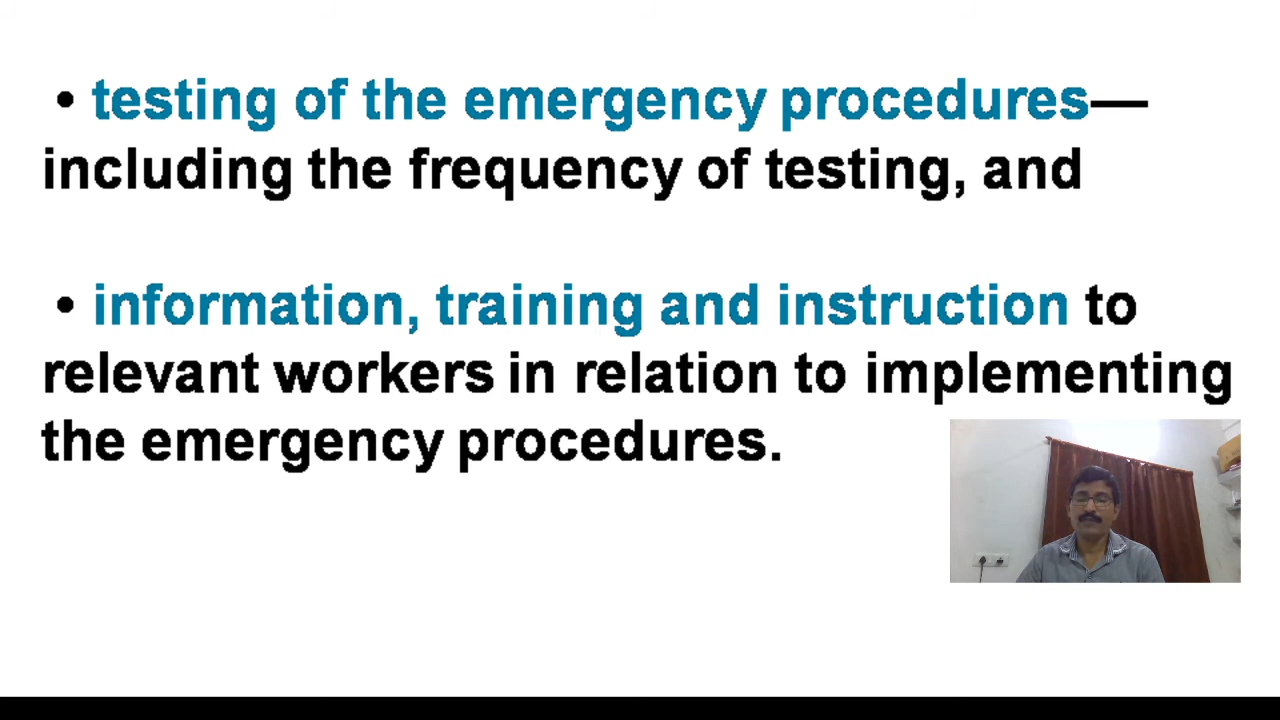 • testing of the emergency procedures—
including the frequency of testing, and
• information, training and instruction to
relevant workers in relation to implementing
the emergency procedures.